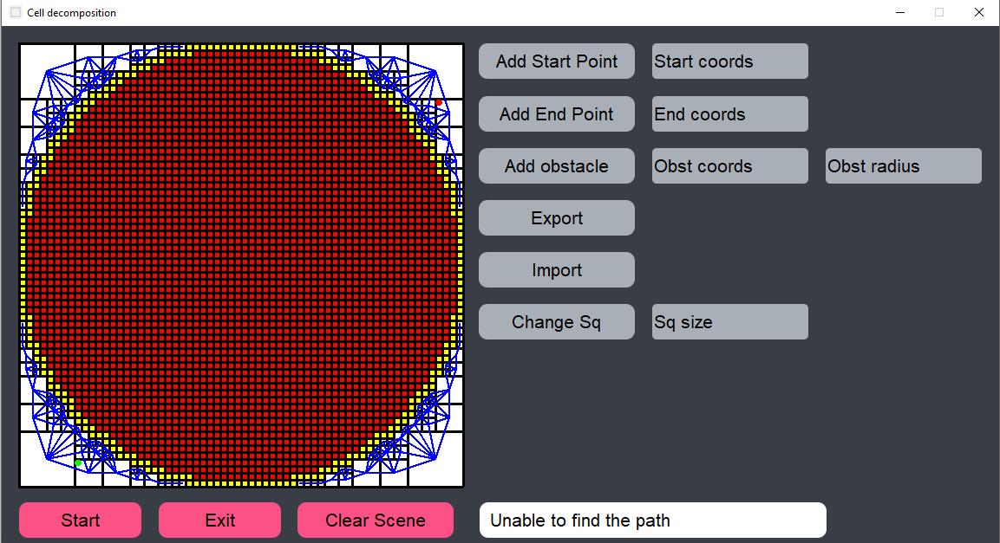 Cell decomposition
Add Start Point
Start coords
Add End Point
End coords
Add obstacle
Obst coords
Obst radius
Export
Import
Change Sq
Sq size
Start
Exit
Clear Scene
Unable to find the path